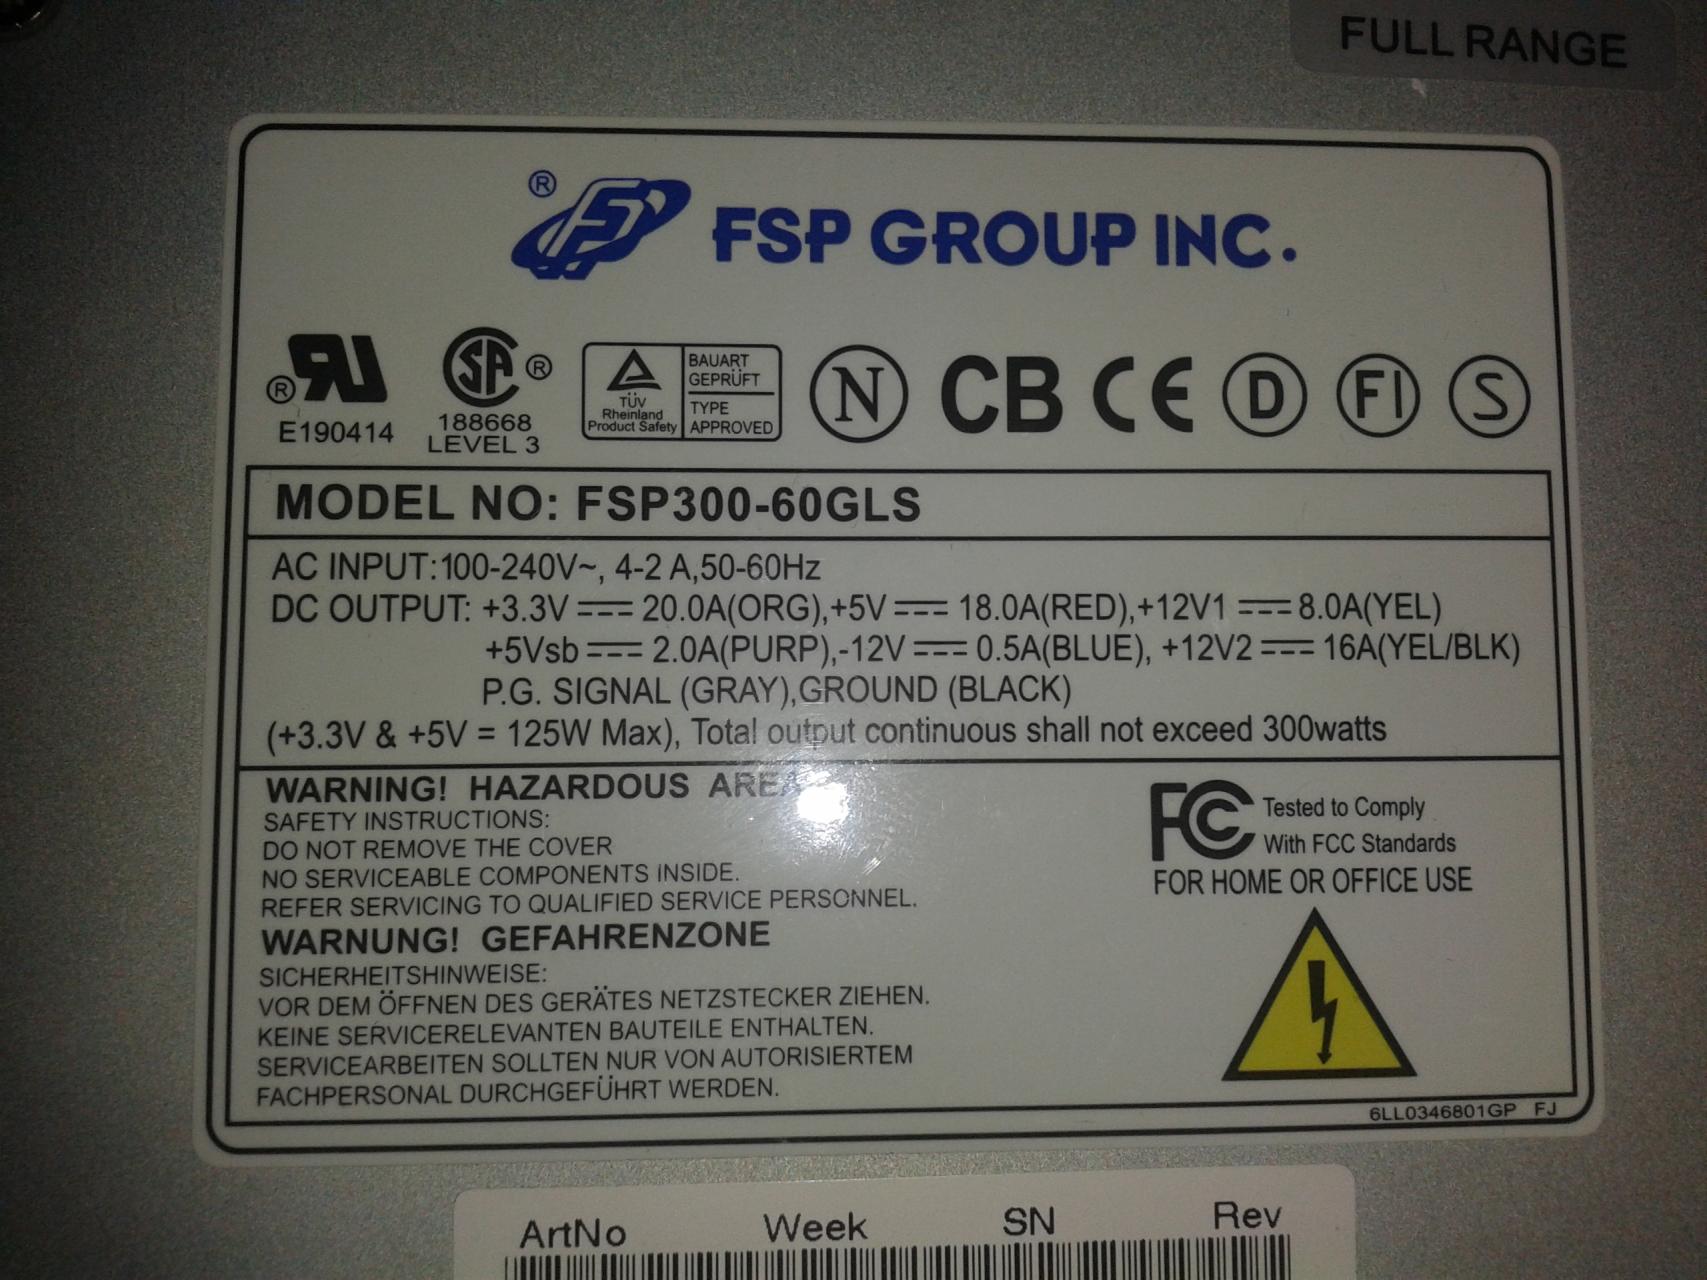 FULL RANGE
® FSP GROUP INC.
® RU CSA ® TÜV Rheinland Product Safety BAUART GEPRÜFT TYPE APPROVED N CB CE D FI S
E190414 188668
LEVEL 3
MODEL NO: FSP300-60GLS
AC INPUT:100-240V~, 4-2 A,50-60Hz
DC OUTPUT: +3.3V ⎓ 20.0A(ORG),+5V ⎓ 18.0A(RED),+12V1 ⎓ 8.0A(YEL)
+5Vsb ⎓ 2.0A(PURP),-12V ⎓ 0.5A(BLUE), +12V2 ⎓ 16A(YEL/BLK)
P.G. SIGNAL (GRAY),GROUND (BLACK)
(+3.3V & +5V = 125W Max), Total output continuous shall not exceed 300watts
WARNING! HAZARDOUS AREA
SAFETY INSTRUCTIONS:
DO NOT REMOVE THE COVER
NO SERVICEABLE COMPONENTS INSIDE.
REFER SERVICING TO QUALIFIED SERVICE PERSONNEL.
WARNUNG! GEFAHRENZONE
SICHERHEITSHINWEISE:
VOR DEM ÖFFNEN DES GERÄTES NETZSTECKER ZIEHEN.
KEINE SERVICERELEVANTEN BAUTEILE ENTHALTEN.
SERVICEARBEITEN SOLLTEN NUR VON AUTORISIERTEM
FACHPERSONAL DURCHGEFÜHRT WERDEN.
FC Tested to Comply
With FCC Standards
FOR HOME OR OFFICE USE
6LL0346801GP FJ
ArtNo Week SN Rev